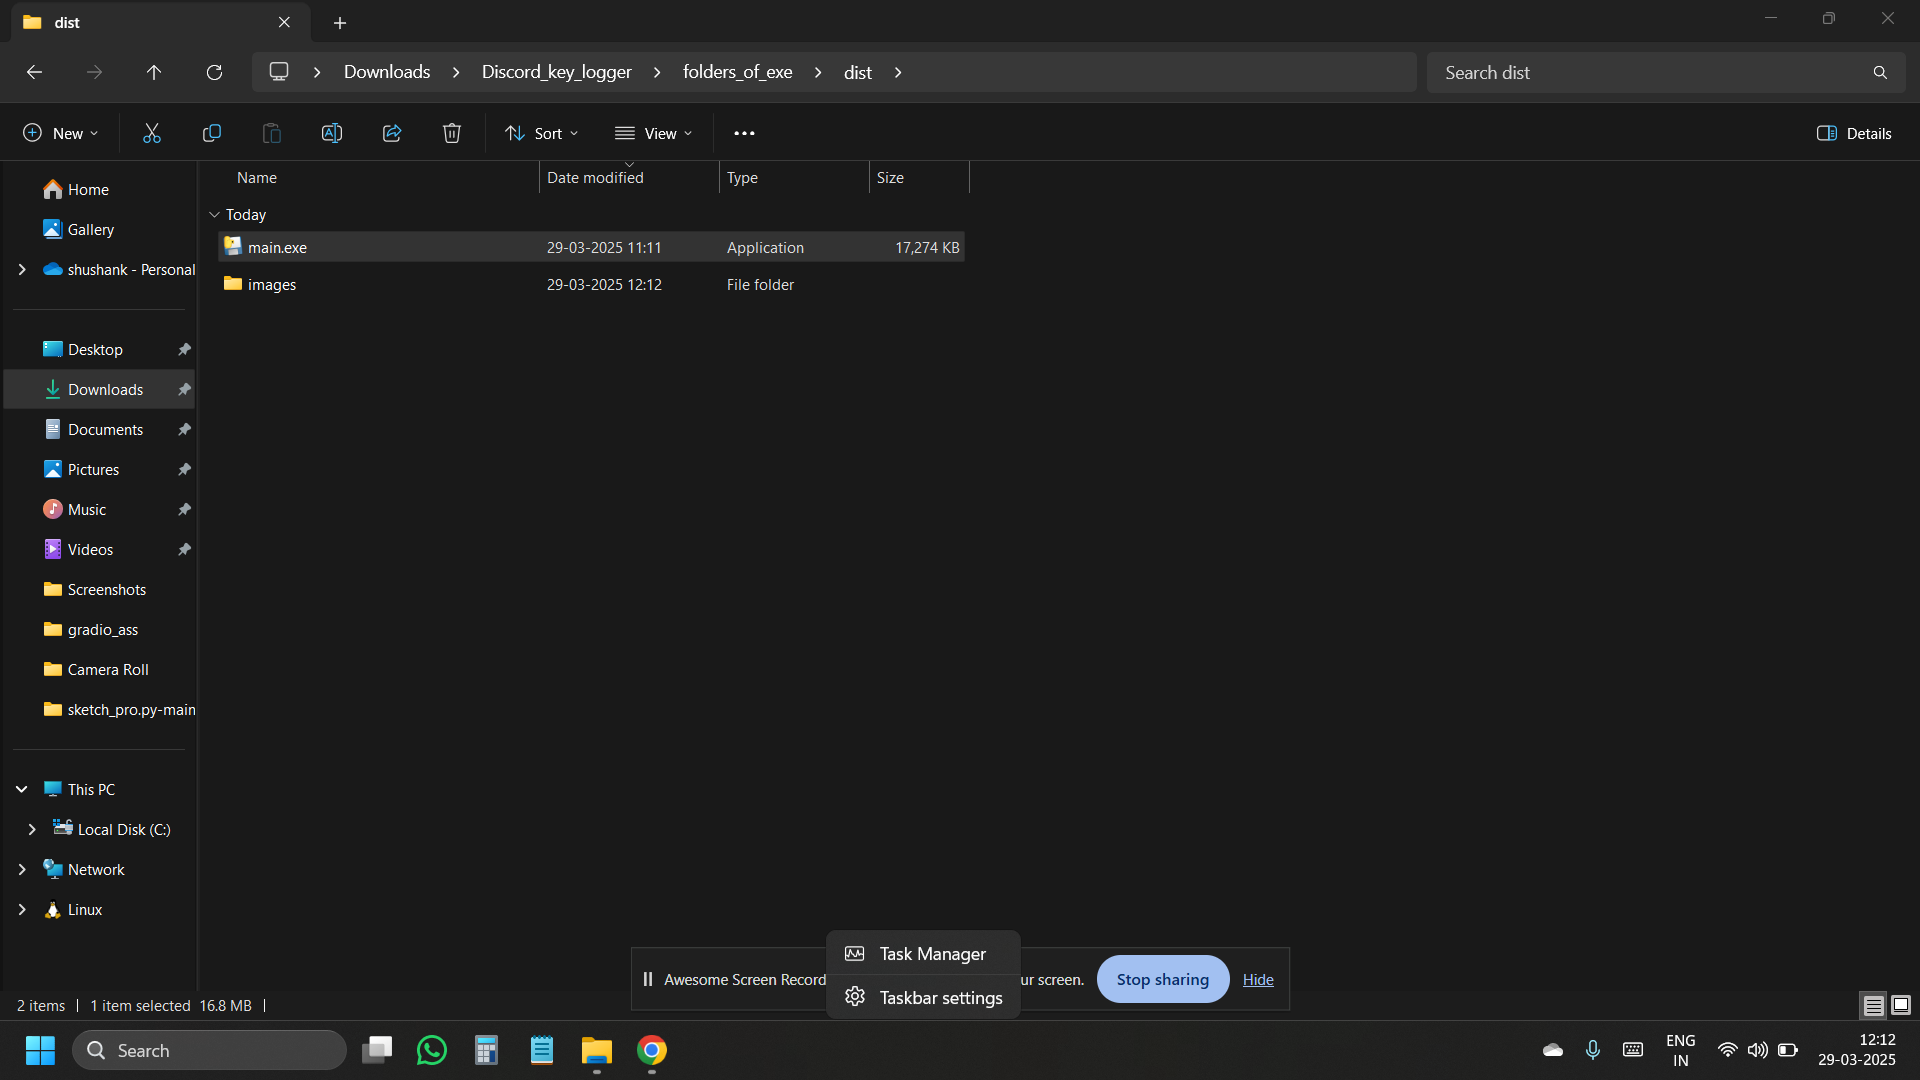 dist
Downloads
Discord_key_logger
folders_of_exe
dist
Search dist
New
Sort
View
Details
Name
Date modified
Type
Size
Today
main.exe
29-03-2025 11:11
Application
17,274 KB
images
29-03-2025 12:12
File folder
Home
Gallery
shushank - Personal
Desktop
Downloads
Documents
Pictures
Music
Videos
Screenshots
gradio_ass
Camera Roll
sketch_pro.py-main
This PC
Local Disk (C:)
Network
Linux
Task Manager
Taskbar settings
Awesome Screen Record
ur screen.
Stop sharing
Hide
2 items
1 item selected 16.8 MB
Search
ENG
IN
12:12
29-03-2025